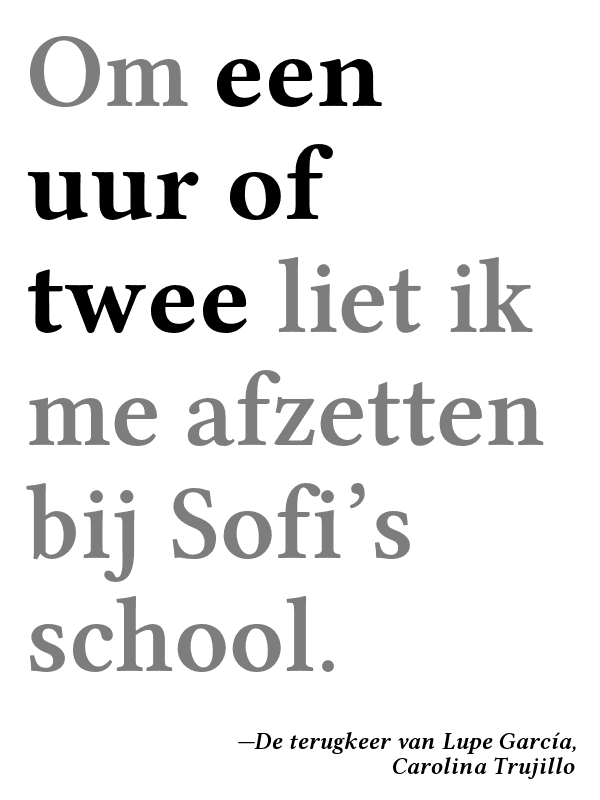 Om een
uur of
twee liet ik
me afzetten
bij Sofi’s
school.
—De terugkeer van Lupe García,
Carolina Trujillo